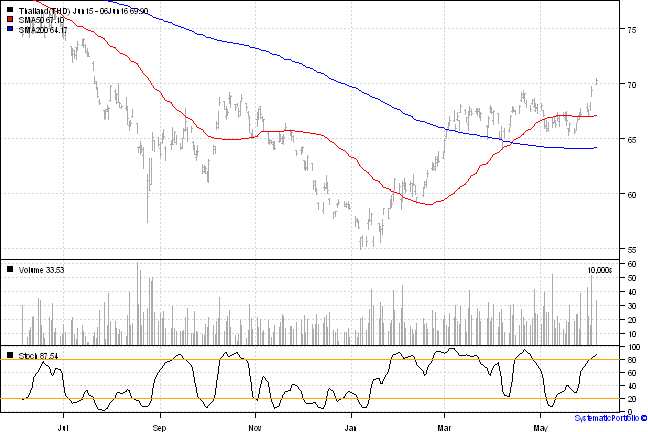 Thailand(THD) Jun15 - 06Jun16 69.90
SMA50 67.10
SMA200 64.17
75
70
65
60
55
Volume 33.53
10,000s
60
50
40
30
20
10
Stoch 87.54
100
80
60
40
20
0
Jul Sep Nov Jan Mar May
SystematicPortfolio ©